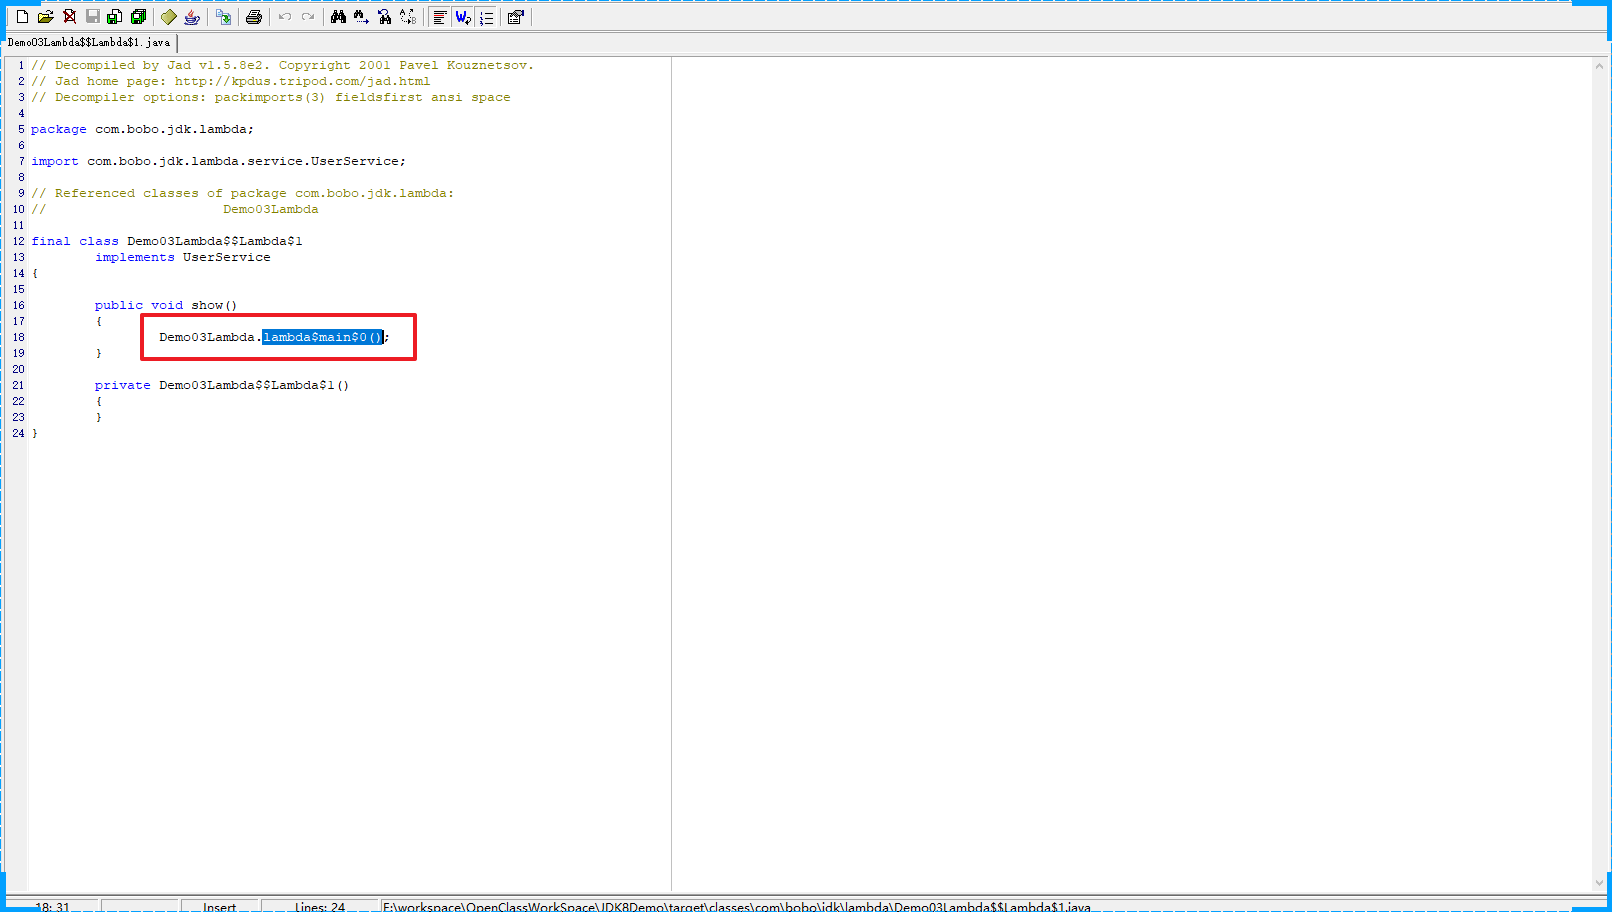 Demo03Lambda$$Lambda$1.java
1 // Decompiled by Jad v1.5.8e2. Copyright 2001 Pavel Kouznetsov.
2 // Jad home page: http://kpdus.tripod.com/jad.html
3 // Decompiler options: packimports(3) fieldsfirst ansi space
4
5 package com.bobo.jdk.lambda;
6
7 import com.bobo.jdk.lambda.service.UserService;
8
9 // Referenced classes of package com.bobo.jdk.lambda:
10 //                      Demo03Lambda
11
12 final class Demo03Lambda$$Lambda$1
13         implements UserService
14 {
15
16         public void show()
17         {
18                 Demo03Lambda.lambda$main$0();
19         }
20
21         private Demo03Lambda$$Lambda$1()
22         {
23         }
24 }
18: 31 Insert Lines: 24 F:\workspace\OpenClassWorkSpace\JDK8Demo\target\classes\com\bobo\jdk\lambda\Demo03Lambda$$Lambda$1.java